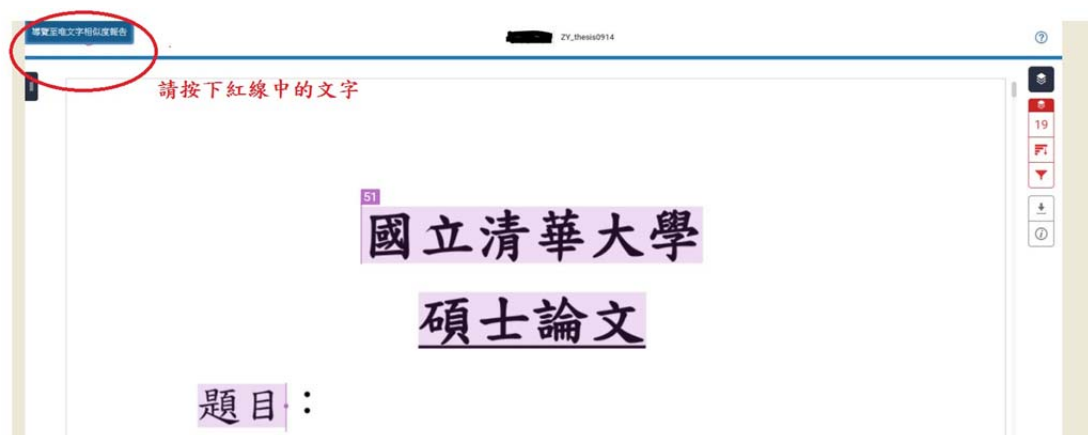 導覽至唯文字相似度報告
ZY_thesis0914
請按下紅線中的文字
19
51
國立清華大學
碩士論文
題目：